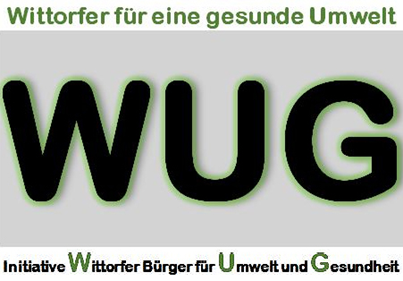 Wittorfer für eine gesunde Umwelt
WUG
Initiative Wittorfer Bürger für Umwelt und Gesundheit